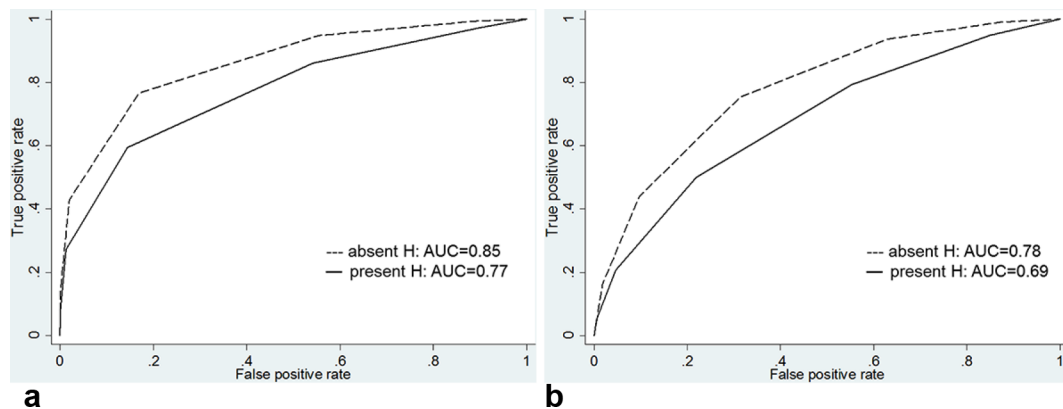 True positive rate
1
.8
.6
.4
.2
0
absent H: AUC=0.85
present H: AUC=0.77
0 .2 .4 .6 .8 1
False positive rate
a
True positive rate
1
.8
.6
.4
.2
0
absent H: AUC=0.78
present H: AUC=0.69
0 .2 .4 .6 .8 1
False positive rate
b